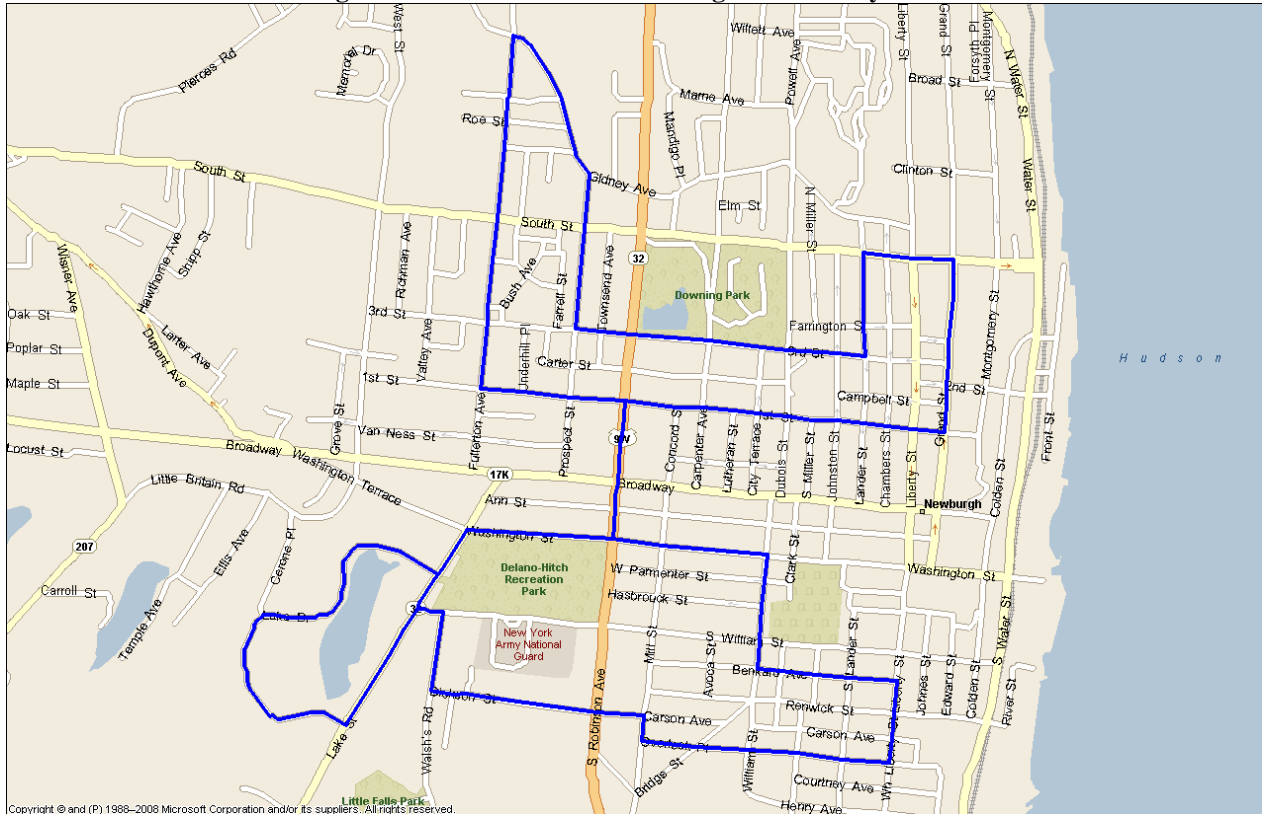 Willett St
Liberty St
Grand St
Montgomery St
Forsyth Pl
West St
Memorial Dr
Pierces Rd
Powell Ave
N Water St
Broad St
Marne Ave
Roe St
Mandigo Pl
Clinton St
Water St
South St
Gidney Ave
Elm St
N Miller St
South St
Hawthorne Ave
Richman Ave
Wisner Ave
Bush Ave
Farrell St
Townsend Ave
32
Downing Park
Montgomery St
Oak St
3rd St
Farrington St
Larter Ave
Dupont Ave
Valley Ave
Underhill Pl
3rd St
Poplar St
Carter St
Hudson
Maple St
1st St
Campbell St
2nd St
Grove St
Fullerton Ave
Prospect St
Concord S
Carpenter Ave
Lutheran St
City Terrace
Dubois St
S Miller St
Johnston St
Lander St
Chambers St
Liberty St
Grand St
Front St
Van Ness St
9W
Locust St
Broadway
Washington Terrace
17K
Broadway
Colden St
Little Britain Rd
Ann St
Newburgh
Washington St
207
Ellis Ave
Cerone Pl
Clark St
Delano-Hitch
Recreation
Park
W Parmenter St
Washington St
Carroll St
Temple Ave
Lake Dr
Hasbrouck St
New York
Army National
Guard
S William St
Mill St
Avoca St
Benkard Ave
S Lander St
Liberty St
Johnes St
Edward St
Colden St
S Water St
River St
Dickson St
Renwick St
Carson Ave
Carson Ave
S Robinson Ave
Lake St
Walsh's Rd
Bridge St
William St
Courtney Ave
Henry Ave
Little Falls Park
Copyright © and (P) 1988–2008 Microsoft Corporation and/or its suppliers. All rights reserved.